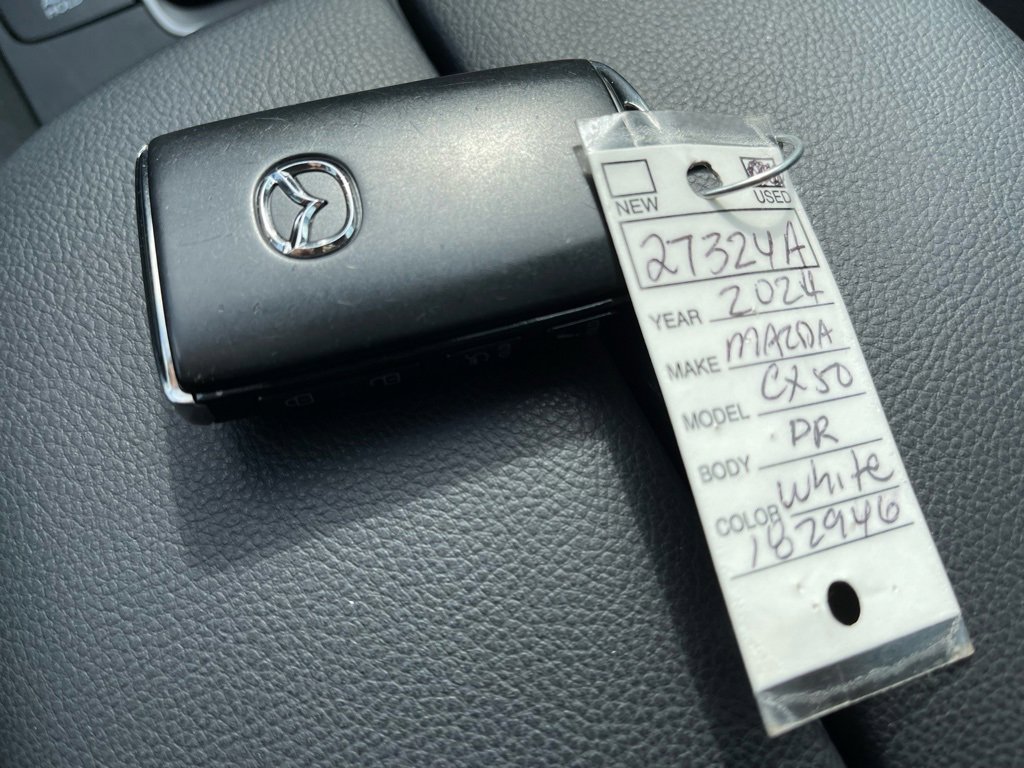 NEW USED
27324A
YEAR 2024
MAKE MAZDA
MODEL CX50
BODY PR
COLOR White
182946